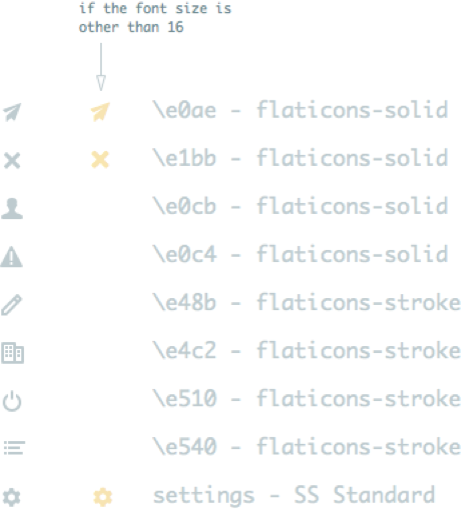 if the font size is
other than 16
\e0ae - flaticons-solid
\e1bb - flaticons-solid
\e0cb - flaticons-solid
\e0c4 - flaticons-solid
\e48b - flaticons-stroke
\e4c2 - flaticons-stroke
\e510 - flaticons-stroke
\e540 - flaticons-stroke
settings - SS Standard